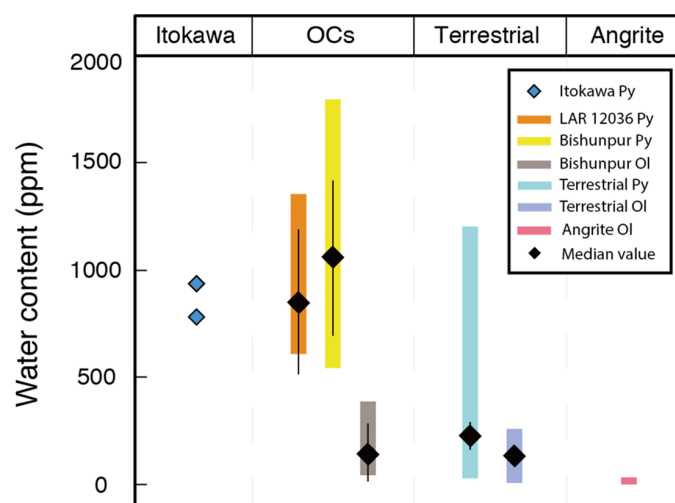 Itokawa OCs Terrestrial Angrite
2000
1500
1000
500
0
Water content (ppm)
Itokawa Py
LAR 12036 Py
Bishunpur Py
Bishunpur Ol
Terrestrial Py
Terrestrial Ol
Angrite Ol
Median value